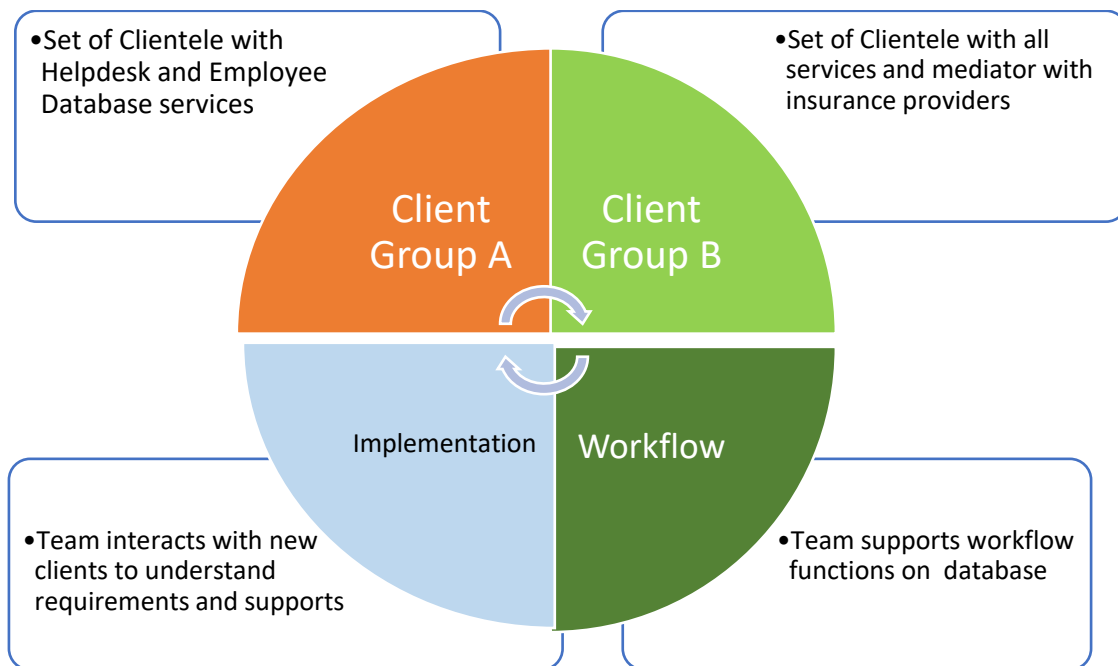 •Set of Clientele with
Helpdesk and Employee
Database services
•Set of Clientele with all
services and mediator with
insurance providers
Client
Group A
Client
Group B
Implementation
Workflow
•Team interacts with new
clients to understand
requirements and supports
•Team supports workflow
functions on database